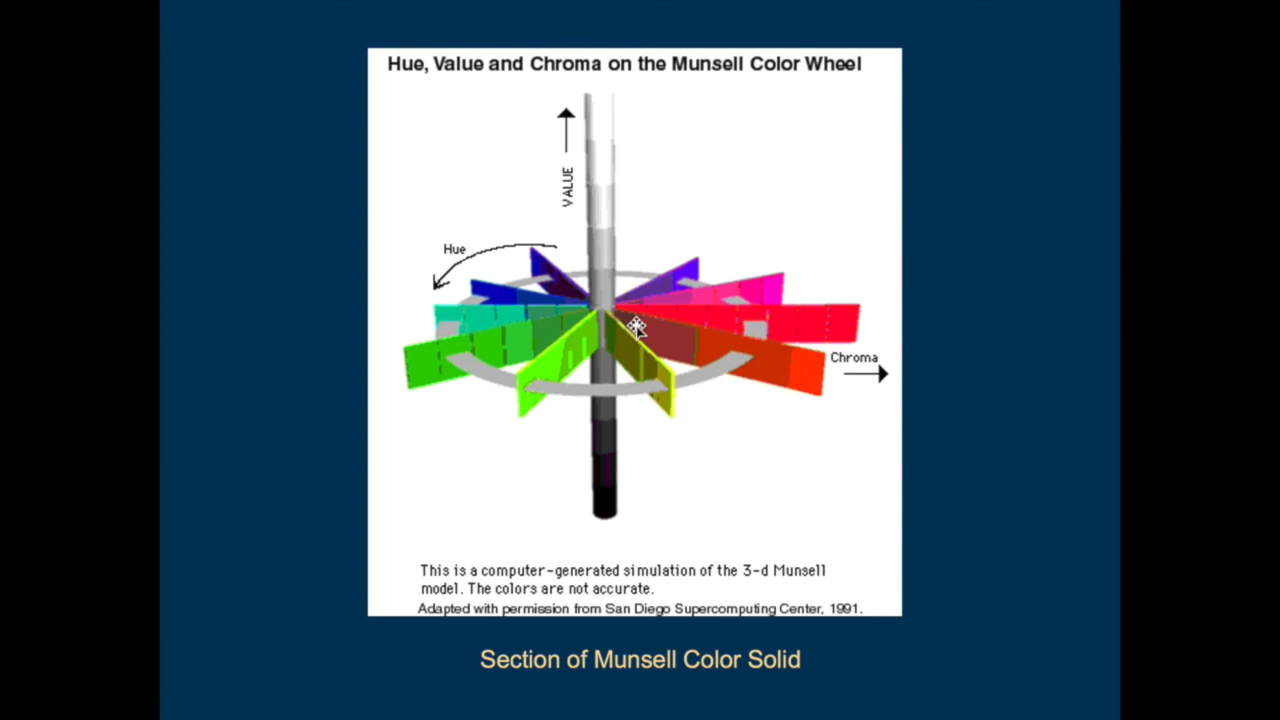 Hue, Value and Chroma on the Munsell Color Wheel
VALUE
Hue
Chroma
This is a computer-generated simulation of the 3-d Munsell
model. The colors are not accurate.
Adapted with permission from San Diego Supercomputing Center, 1991.
Section of Munsell Color Solid